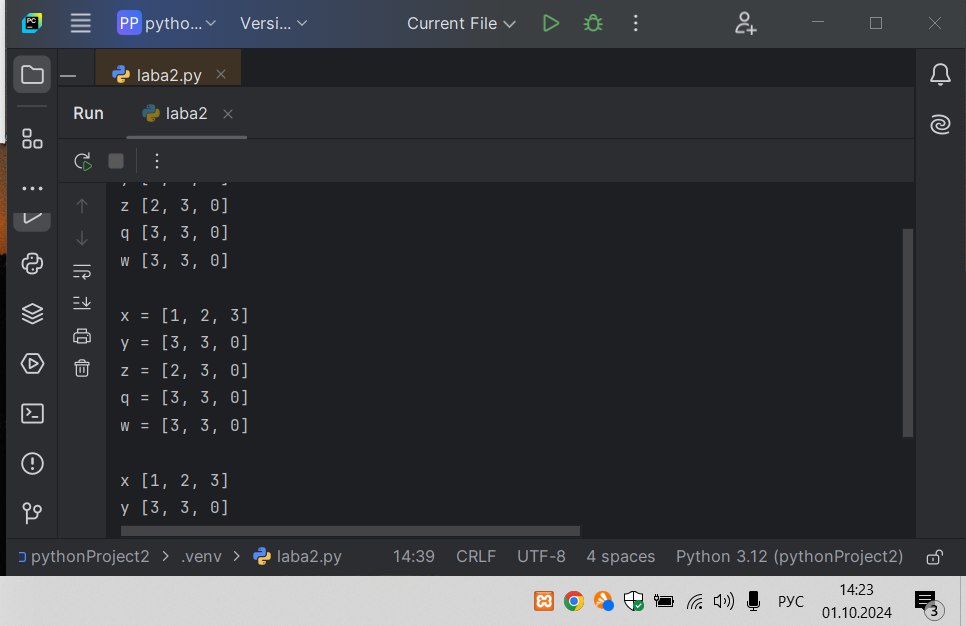 PP pytho... Versi... Current File
laba2.py
Run laba2
z [2, 3, 0]
q [3, 3, 0]
w [3, 3, 0]
x = [1, 2, 3]
y = [3, 3, 0]
z = [2, 3, 0]
q = [3, 3, 0]
w = [3, 3, 0]
x [1, 2, 3]
y [3, 3, 0]
pythonProject2 > .venv > laba2.py 14:39 CRLF UTF-8 4 spaces Python 3.12 (pythonProject2)
РУС 14:23
01.10.2024
3